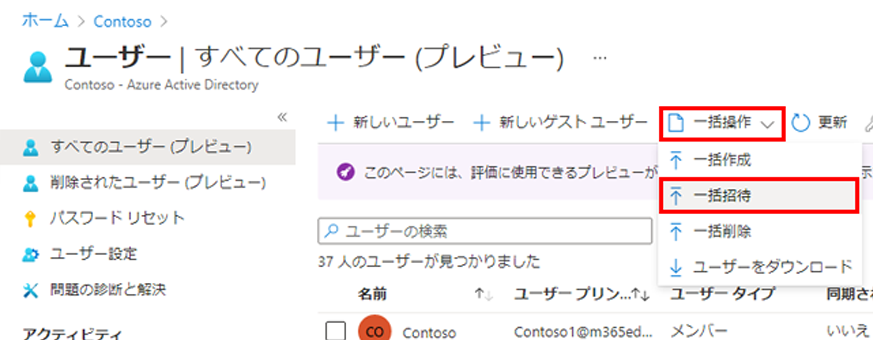 ホーム > Contoso >
ユーザー | すべてのユーザー (プレビュー) ...
Contoso - Azure Active Directory
«
すべてのユーザー (プレビュー)
削除されたユーザー (プレビュー)
パスワード リセット
ユーザー設定
問題の診断と解決
アクティビティ
+ 新しいユーザー + 新しいゲスト ユーザー 一括操作 更新
一括作成
一括招待
一括削除
ユーザーをダウンロード
このページには、評価に使用できるプレビューが
ユーザーの検索
37 人のユーザーが見つかりました
名前 ↑↓ ユーザー プリン...↑↓ ユーザー タイプ 同期され
CO Contoso Contoso1@m365ed... メンバー いいえ